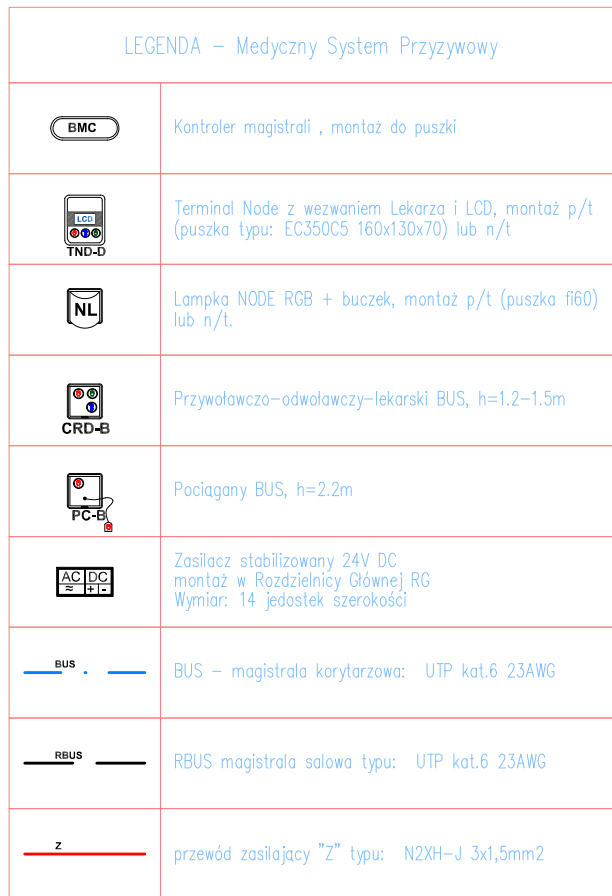 LEGENDA – Medyczny System Przyzywowy
BMC
Kontroler magistrali , montaż do puszki
LCD
TND-D
Terminal Node z wezwaniem Lekarza i LCD, montaż p/t
(puszka typu: EC350C5 160x130x70) lub n/t
NL
Lampka NODE RGB + buczek, montaż p/t (puszka fi60)
lub n/t.
CRD-B
Przywoławczo-odwoławczy-lekarski BUS, h=1.2-1.5m
PC-B
Pociągany BUS, h=2.2m
AC DC
≈ + -
Zasilacz stabilizowany 24V DC
montaż w Rozdzielnicy Głównej RG
Wymiar: 14 jedostek szerokości
BUS
BUS – magistrala korytarzowa: UTP kat.6 23AWG
RBUS
RBUS magistrala salowa typu: UTP kat.6 23AWG
Z
przewód zasilający "Z" typu: N2XH-J 3x1,5mm2